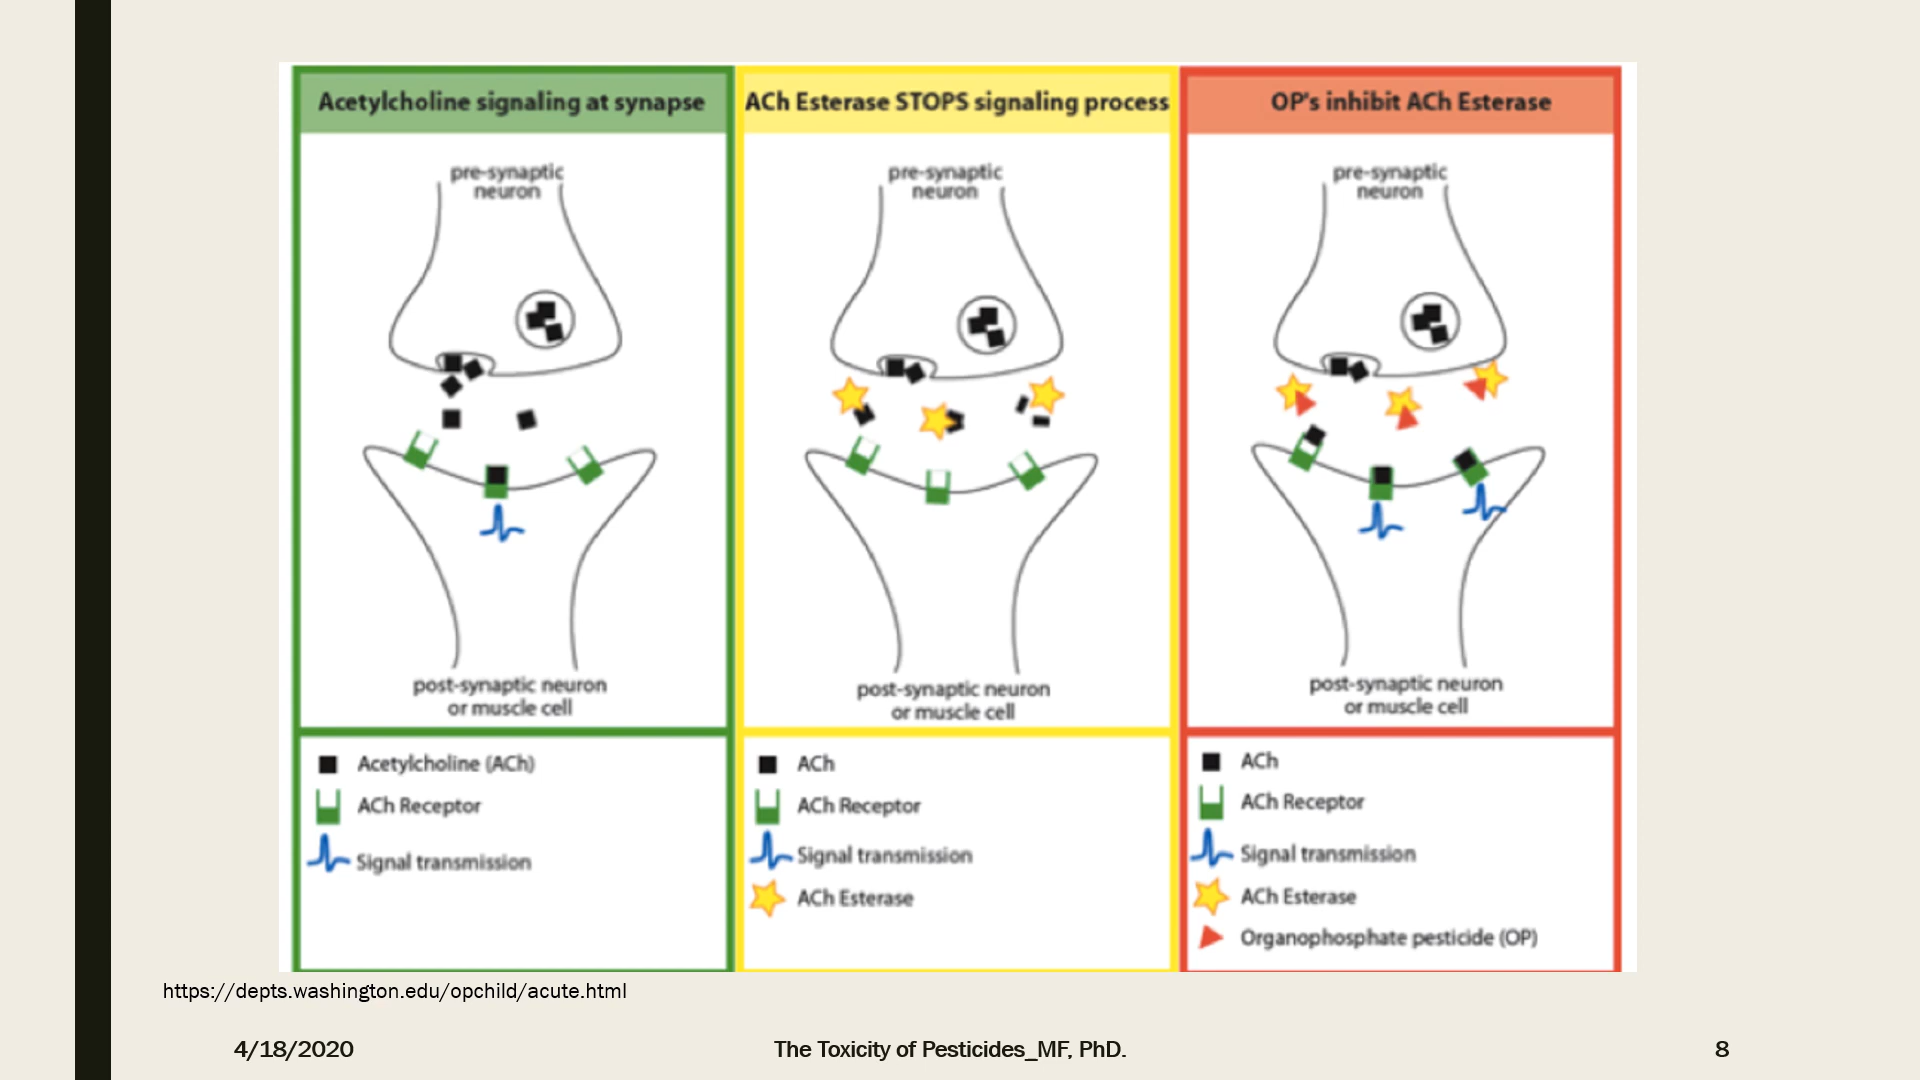 Acetylcholine signaling at synapse
pre-synaptic
neuron
post-synaptic neuron
or muscle cell
Acetylcholine (ACh)
ACh Receptor
Signal transmission
ACh Esterase STOPS signaling process
pre-synaptic
neuron
post-synaptic neuron
or muscle cell
ACh
ACh Receptor
Signal transmission
ACh Esterase
OP's inhibit ACh Esterase
pre-synaptic
neuron
post-synaptic neuron
or muscle cell
ACh
ACh Receptor
Signal transmission
ACh Esterase
Organophosphate pesticide (OP)
https://depts.washington.edu/opchild/acute.html
4/18/2020
The Toxicity of Pesticides_MF, PhD.
8